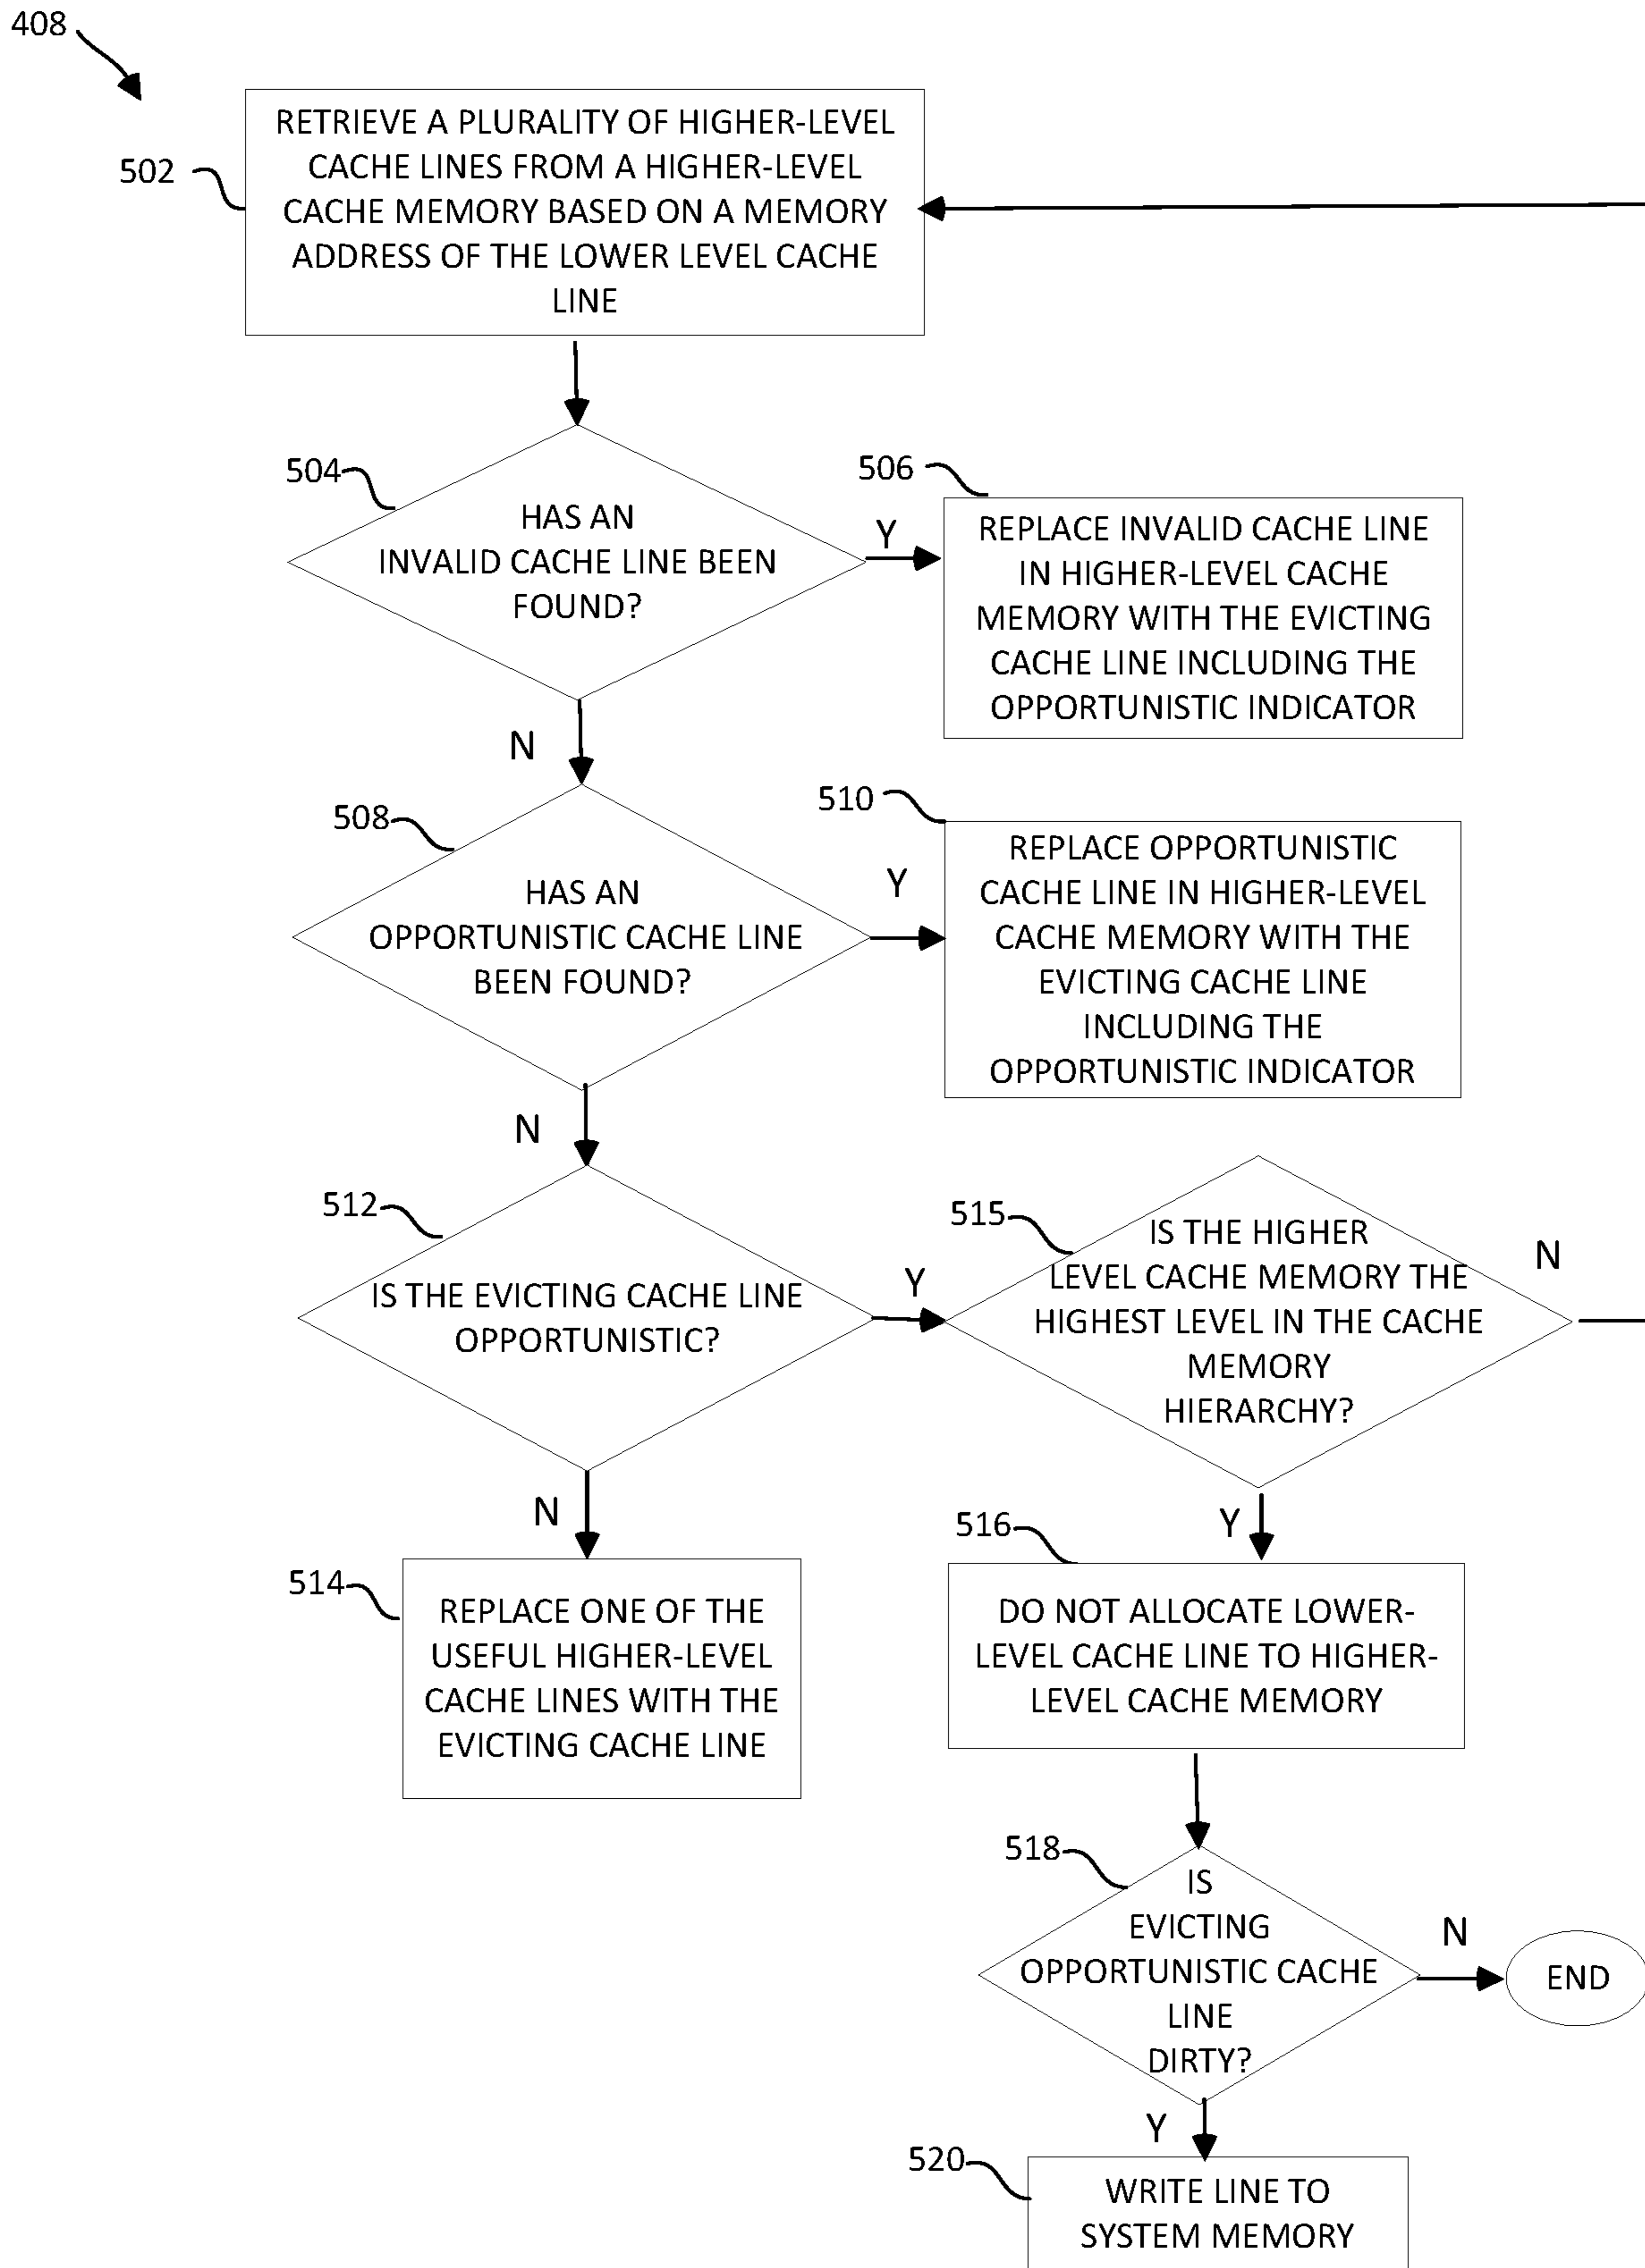 408
502
RETRIEVE A PLURALITY OF HIGHER-LEVEL
CACHE LINES FROM A HIGHER-LEVEL
CACHE MEMORY BASED ON A MEMORY
ADDRESS OF THE LOWER LEVEL CACHE
LINE
504
HAS AN
INVALID CACHE LINE BEEN
FOUND?
Y
N
506
REPLACE INVALID CACHE LINE
IN HIGHER-LEVEL CACHE
MEMORY WITH THE EVICTING
CACHE LINE INCLUDING THE
OPPORTUNISTIC INDICATOR
508
HAS AN
OPPORTUNISTIC CACHE LINE
BEEN FOUND?
Y
N
510
REPLACE OPPORTUNISTIC
CACHE LINE IN HIGHER-LEVEL
CACHE MEMORY WITH THE
EVICTING CACHE LINE
INCLUDING THE
OPPORTUNISTIC INDICATOR
512
IS THE EVICTING CACHE LINE
OPPORTUNISTIC?
Y
N
515
IS THE HIGHER
LEVEL CACHE MEMORY THE
HIGHEST LEVEL IN THE CACHE
MEMORY
HIERARCHY?
N
Y
514
REPLACE ONE OF THE
USEFUL HIGHER-LEVEL
CACHE LINES WITH THE
EVICTING CACHE LINE
516
DO NOT ALLOCATE LOWER-
LEVEL CACHE LINE TO HIGHER-
LEVEL CACHE MEMORY
518
IS
EVICTING
OPPORTUNISTIC CACHE
LINE
DIRTY?
N
END
Y
520
WRITE LINE TO
SYSTEM MEMORY